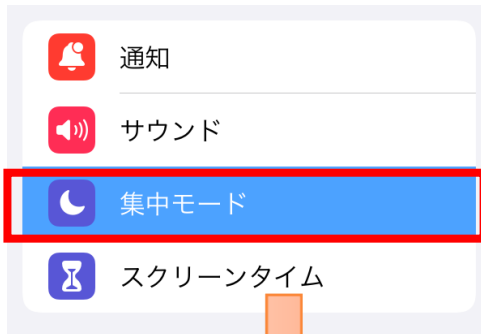 通知
サウンド
集中モード
スクリーンタイム